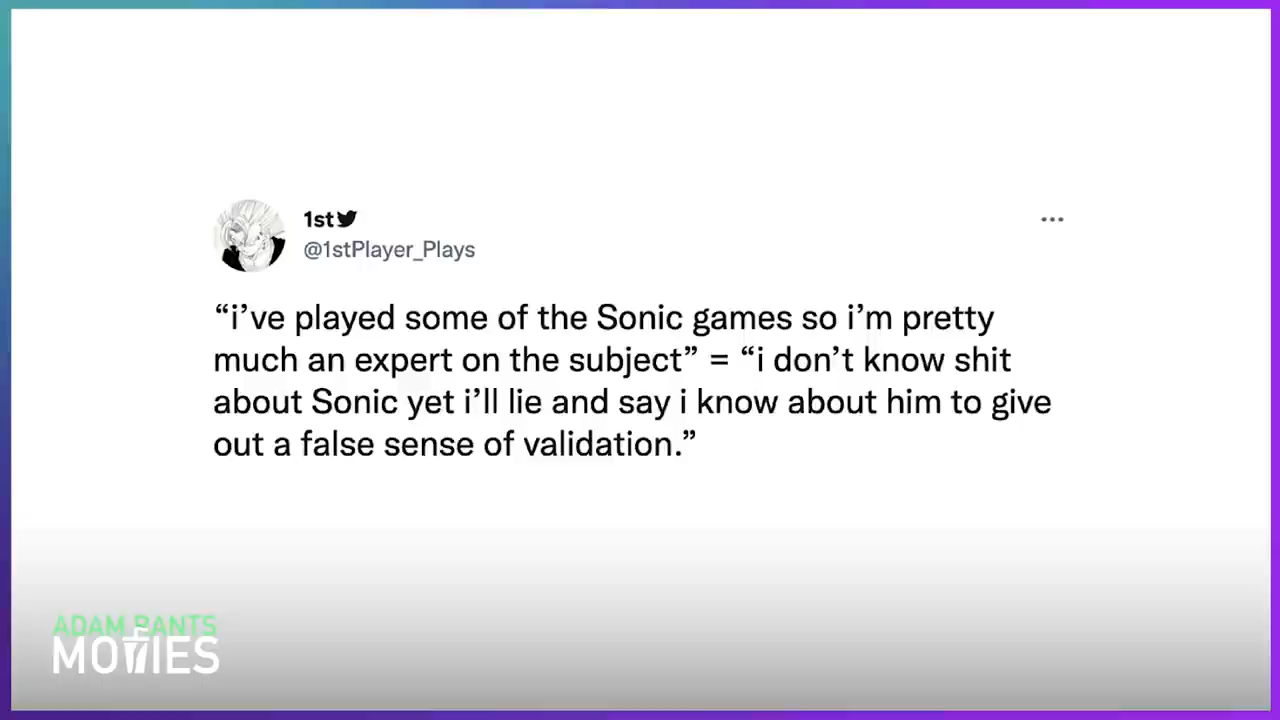 1st
@1stPlayer_Plays
“i’ve played some of the Sonic games so i’m pretty
much an expert on the subject” = “i don’t know shit
about Sonic yet i’ll lie and say i know about him to give
out a false sense of validation.”
ADAM RANTS
MOVIES